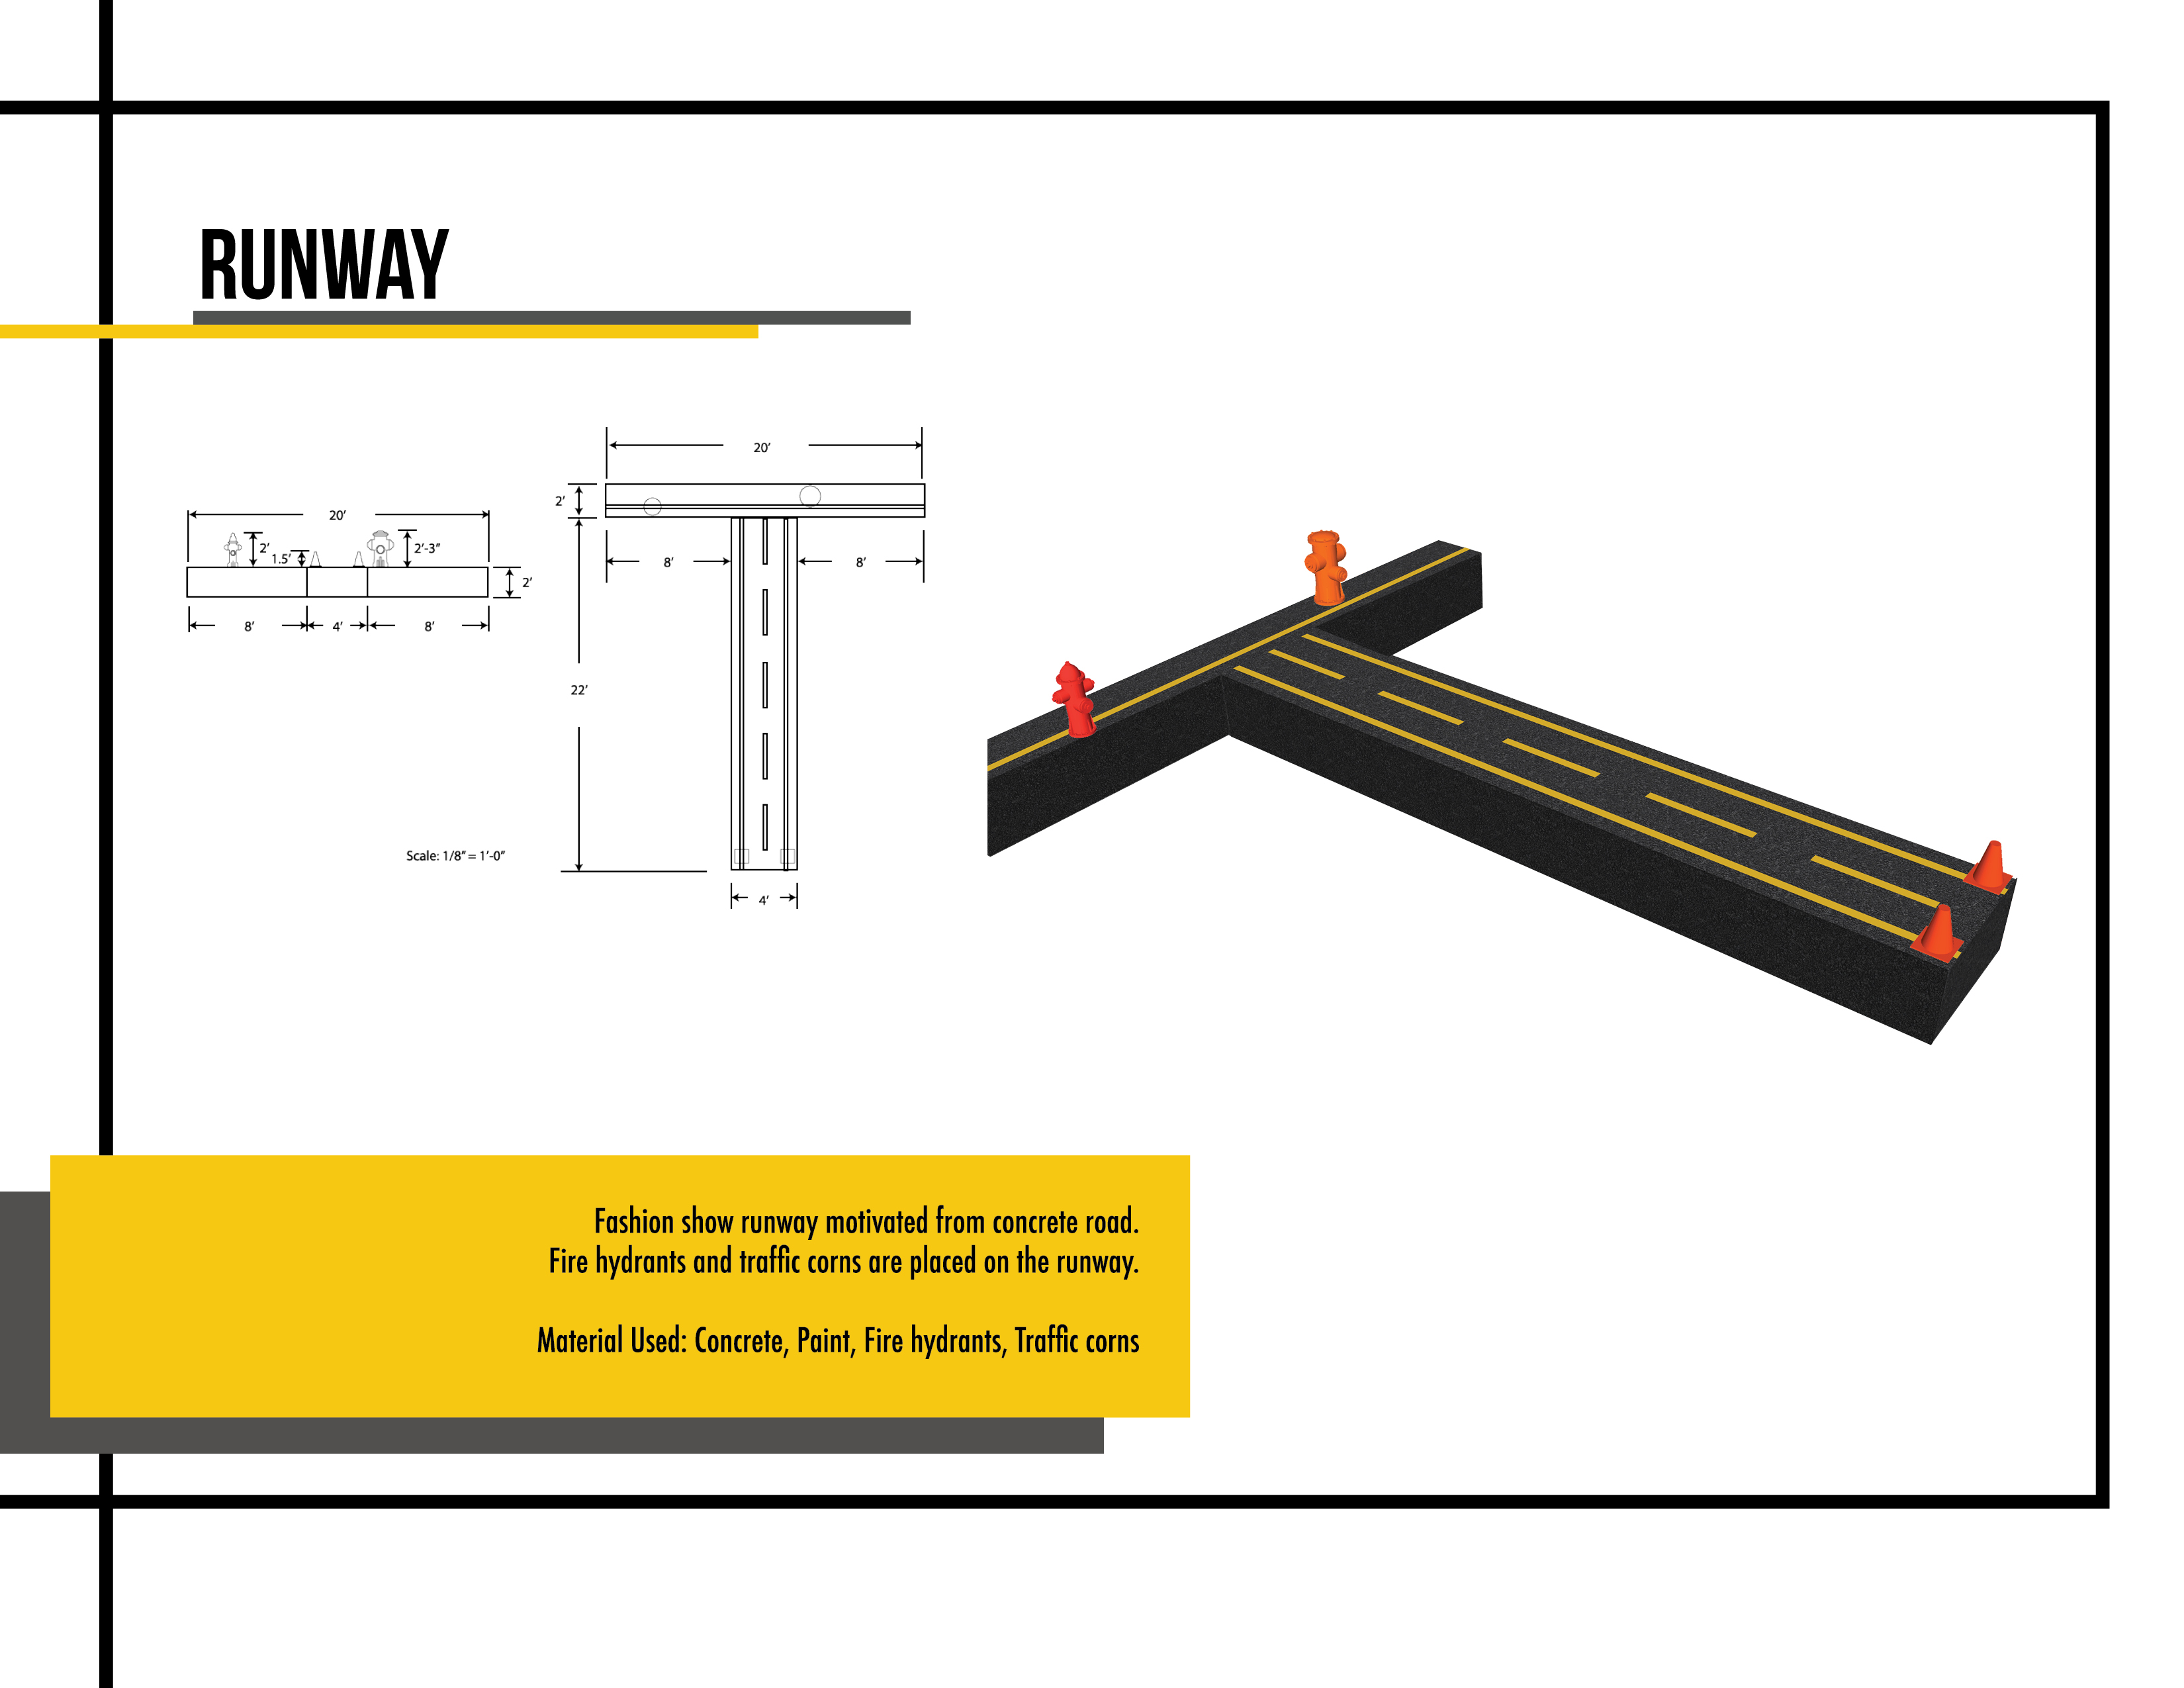 RUNWAY
20'
2'
1.5'
2'-3"
2'
8'
4'
8'
20'
2'
8'
8'
22'
4'
Scale: 1/8" = 1'-0"
Fashion show runway motivated from concrete road.
Fire hydrants and traffic corns are placed on the runway.
Material Used: Concrete, Paint, Fire hydrants, Traffic corns